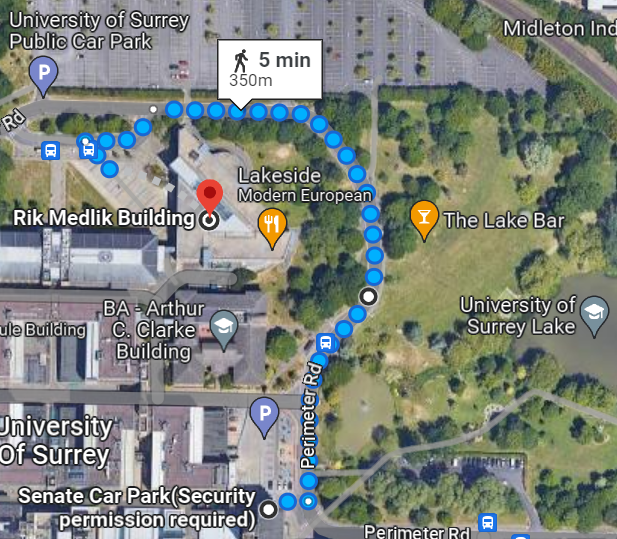 University of Surrey
Public Car Park
Midleton Ind
5 min
350m
P
Rd
Lakeside
Modern European
Rik Medlik Building
The Lake Bar
BA - Arthur
C. Clarke
Building
ule Building
University of
Surrey Lake
Perimeter Rd
P
University
Of Surrey
Senate Car Park(Security
permission required)
Perimeter Rd